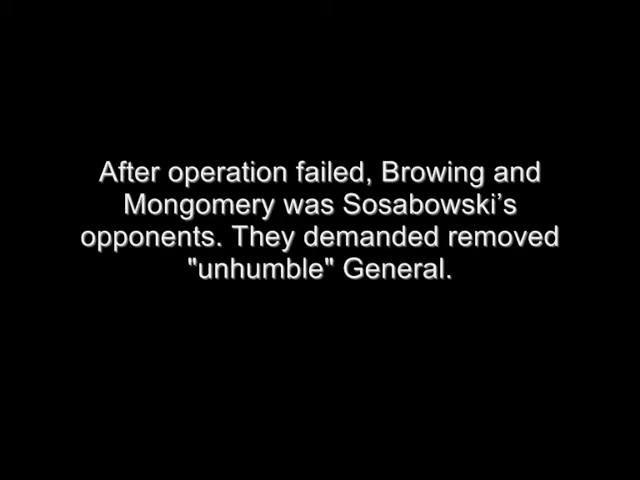 After operation failed, Browing and
Mongomery was Sosabowski’s
opponents. They demanded removed
"unhumble" General.